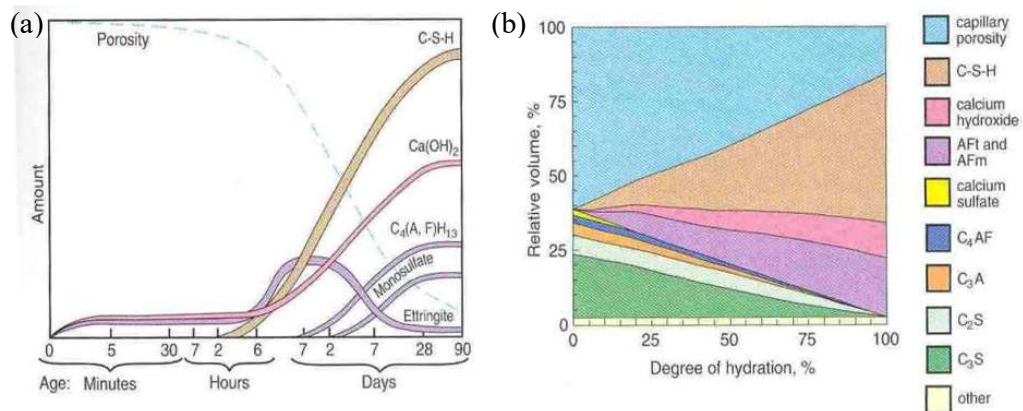 (a)
Porosity
C-S-H
Ca(OH)2
C4(A, F)H13
Monosulfate
Ettringite
Amount
0 5 30 7 2 6 7 2 7 28 90
Age: Minutes Hours Days
(b)
100
75
50
25
0
Relative volume, %
0 25 50 75 100
Degree of hydration, %
capillary
porosity
C-S-H
calcium
hydroxide
AFt and
AFm
calcium
sulfate
C4AF
C3A
C2S
C3S
other